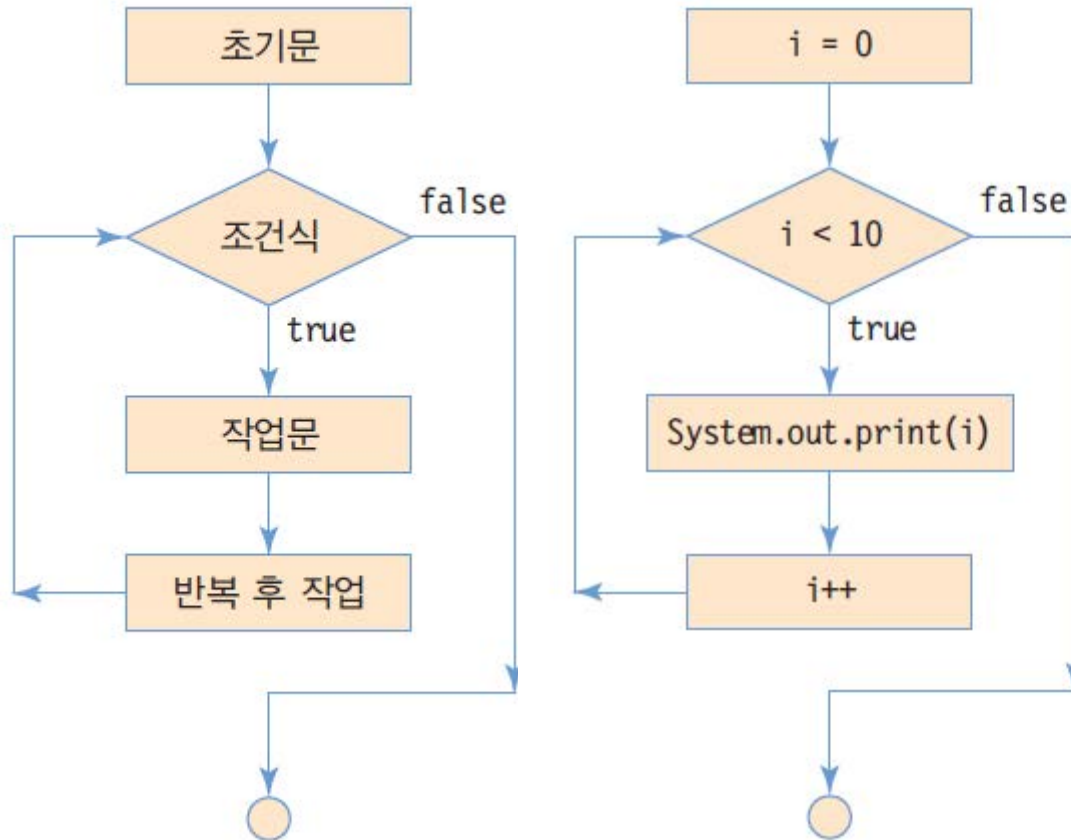 초기문
조건식
false
true
작업문
반복 후 작업
i = 0
i < 10
false
true
System.out.print(i)
i++